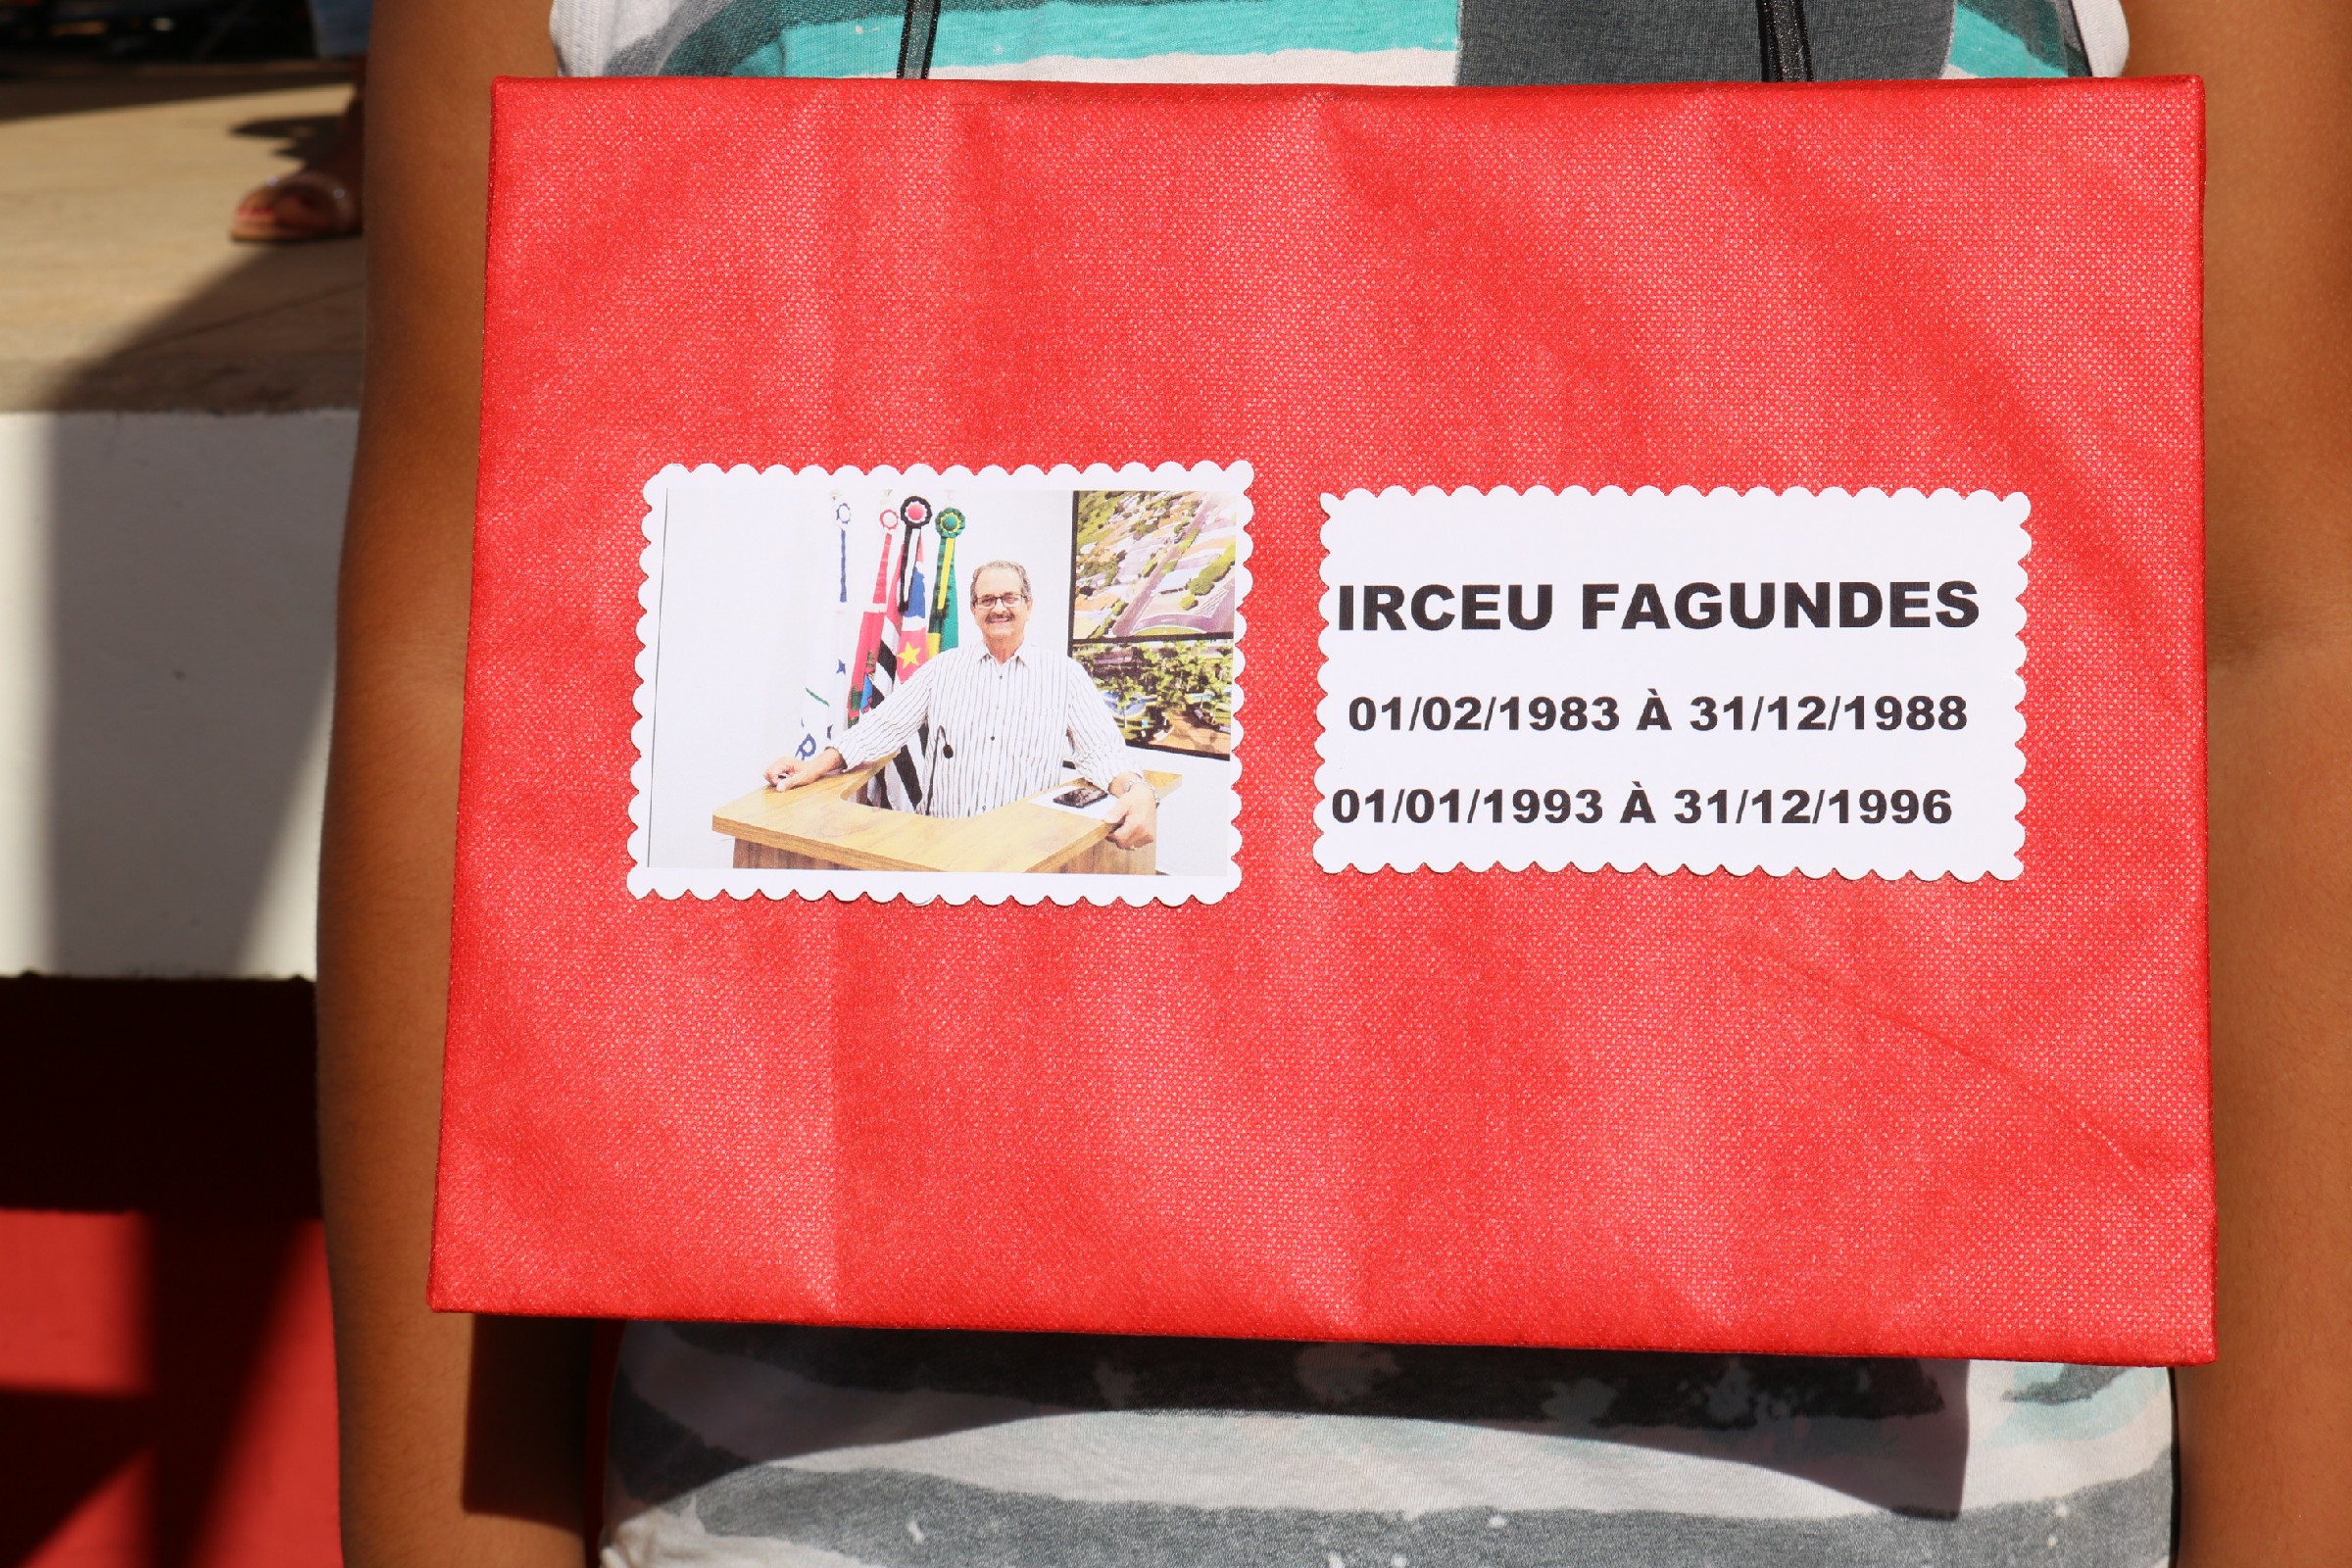 IRCEU FAGUNDES
01/02/1983 À 31/12/1988
01/01/1993 À 31/12/1996